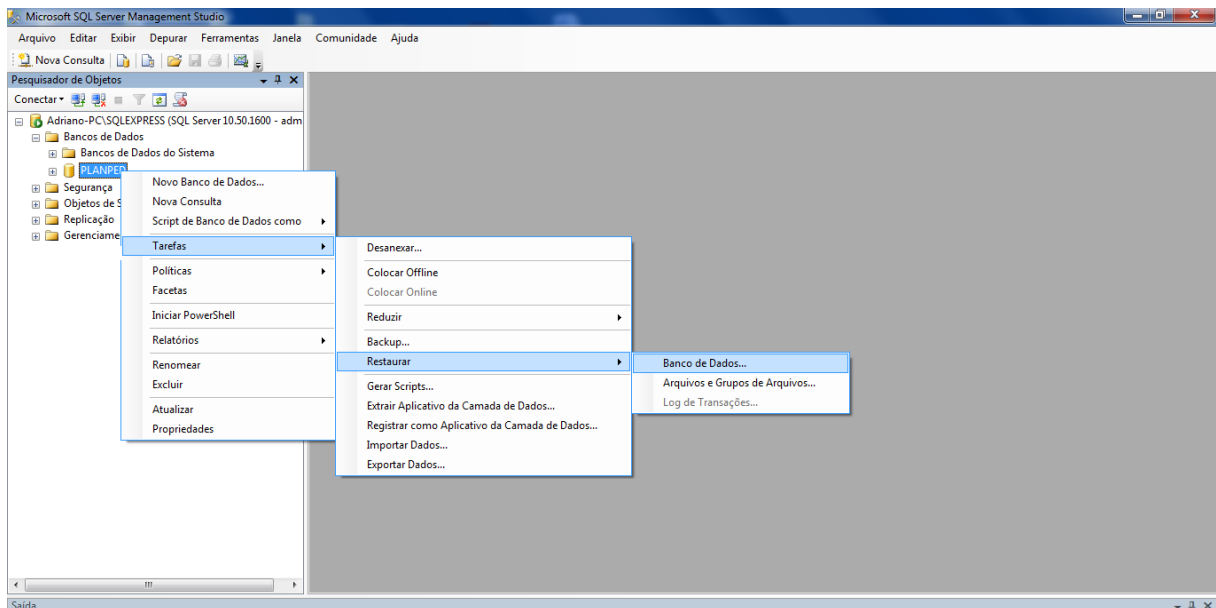 Microsoft SQL Server Management Studio
Arquivo Editar Exibir Depurar Ferramentas Janela Comunidade Ajuda
Nova Consulta
Pesquisador de Objetos
Conectar
Adriano-PC\SQLEXPRESS (SQL Server 10.50.1600 - adm
Bancos de Dados
Bancos de Dados do Sistema
PLANPED
Segurança
Objetos de S
Replicação
Gerenciame
Novo Banco de Dados...
Nova Consulta
Script de Banco de Dados como
Tarefas
Políticas
Facetas
Iniciar PowerShell
Relatórios
Renomear
Excluir
Atualizar
Propriedades
Desanexar...
Colocar Offline
Colocar Online
Reduzir
Backup...
Restaurar
Gerar Scripts...
Extrair Aplicativo da Camada de Dados...
Registrar como Aplicativo da Camada de Dados...
Importar Dados...
Exportar Dados...
Banco de Dados...
Arquivos e Grupos de Arquivos...
Log de Transações...
Saída